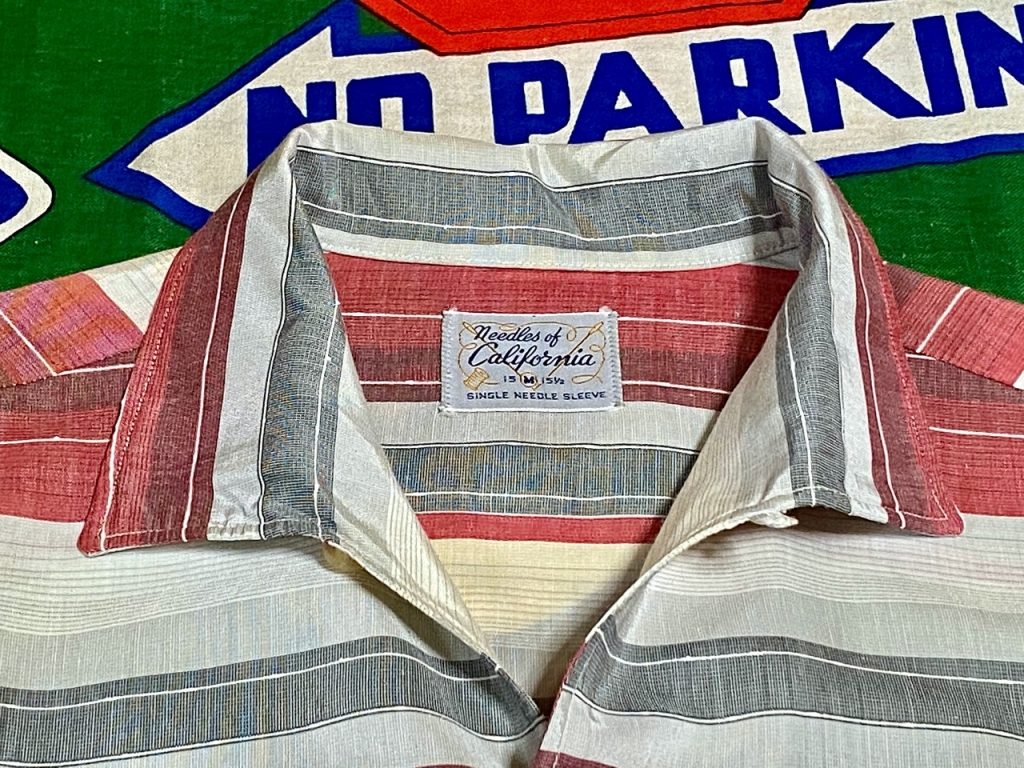 NO PARKIN
Needles of
California
15 M 15½
SINGLE NEEDLE SLEEVE